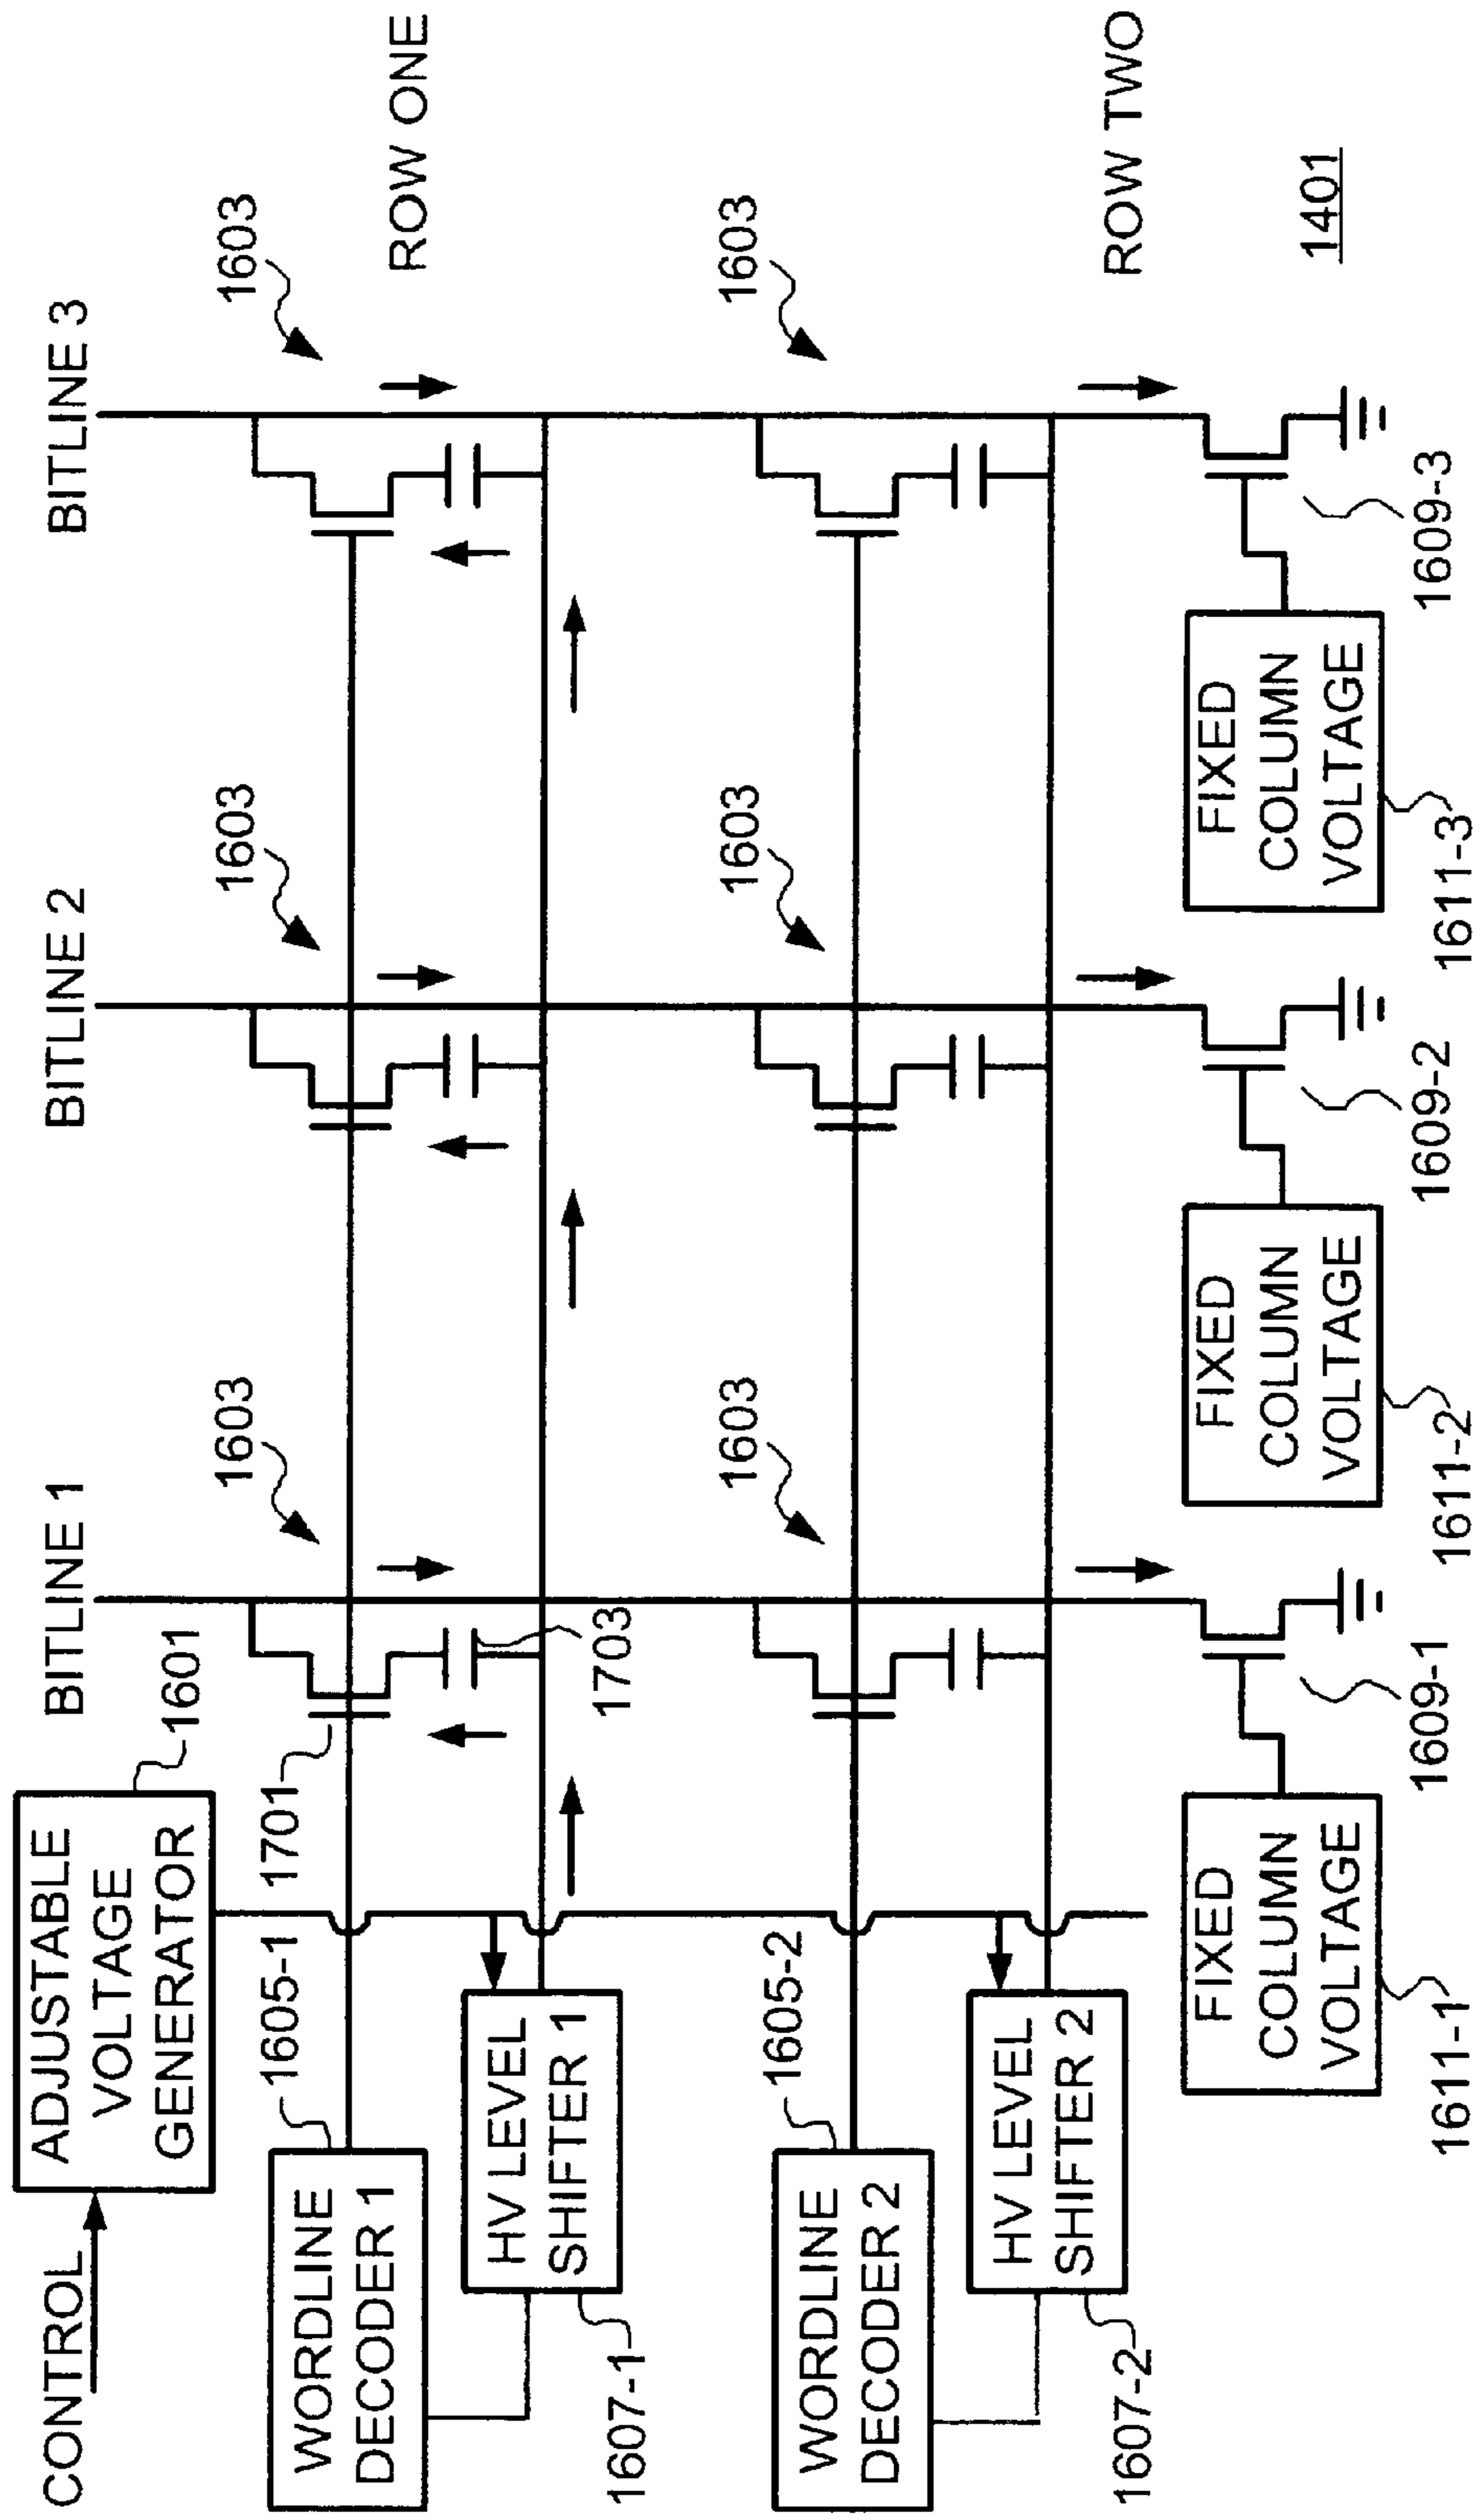 CONTROL
ADJUSTABLE
VOLTAGE
GENERATOR
1601
BITLINE 1
BITLINE 2
BITLINE 3
1701
1603
1603
1603
ROW ONE
WORDLINE
DECODER 1
1605-1
1703
HV LEVEL
SHIFTER 1
1607-1
1603
1603
1603
ROW TWO
WORDLINE
DECODER 2
1605-2
HV LEVEL
SHIFTER 2
1607-2
FIXED
COLUMN
VOLTAGE
1611-1
1609-1
FIXED
COLUMN
VOLTAGE
1611-2
1609-2
FIXED
COLUMN
VOLTAGE
1611-3
1609-3
1401